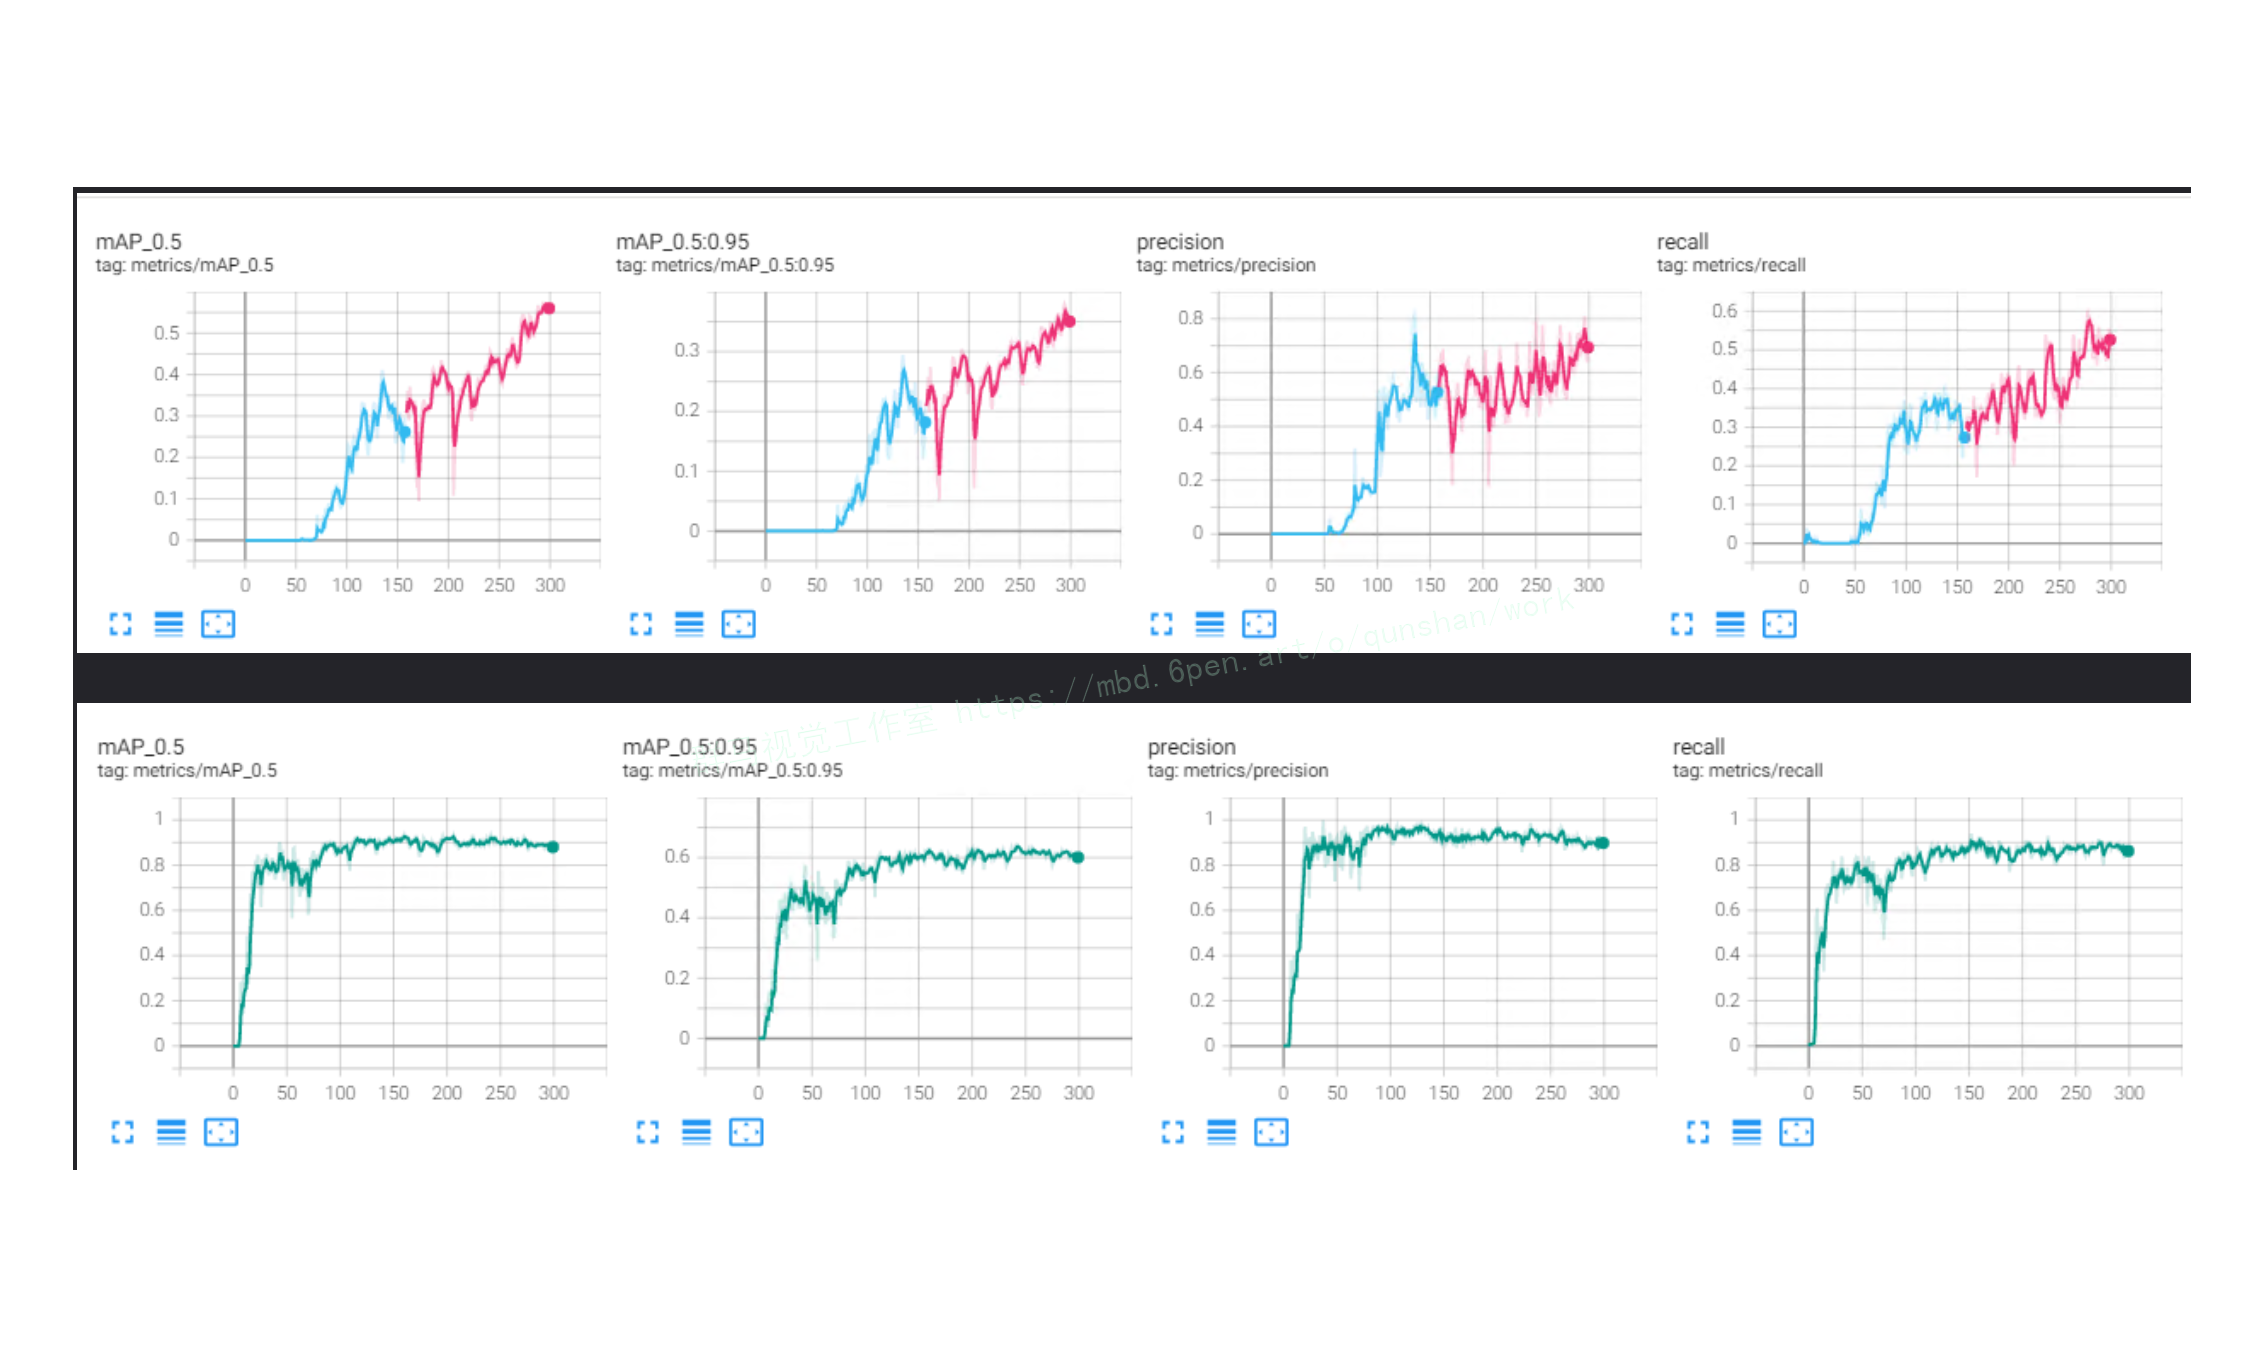 mAP_0.5
tag: metrics/mAP_0.5
0.5
0.4
0.3
0.2
0.1
0
0 50 100 150 200 250 300
mAP_0.5:0.95
tag: metrics/mAP_0.5:0.95
0.3
0.2
0.1
0
0 50 100 150 200 250 300
precision
tag: metrics/precision
0.8
0.6
0.4
0.2
0
0 50 100 150 200 250 300
recall
tag: metrics/recall
0.6
0.5
0.4
0.3
0.2
0.1
0
0 50 100 150 200 250 300
视觉工作室 https://mbd.6pen.art/o/qunshan/work
mAP_0.5
tag: metrics/mAP_0.5
1
0.8
0.6
0.4
0.2
0
0 50 100 150 200 250 300
mAP_0.5:0.95
tag: metrics/mAP_0.5:0.95
0.6
0.4
0.2
0
0 50 100 150 200 250 300
precision
tag: metrics/precision
1
0.8
0.6
0.4
0.2
0
0 50 100 150 200 250 300
recall
tag: metrics/recall
1
0.8
0.6
0.4
0.2
0
0 50 100 150 200 250 300